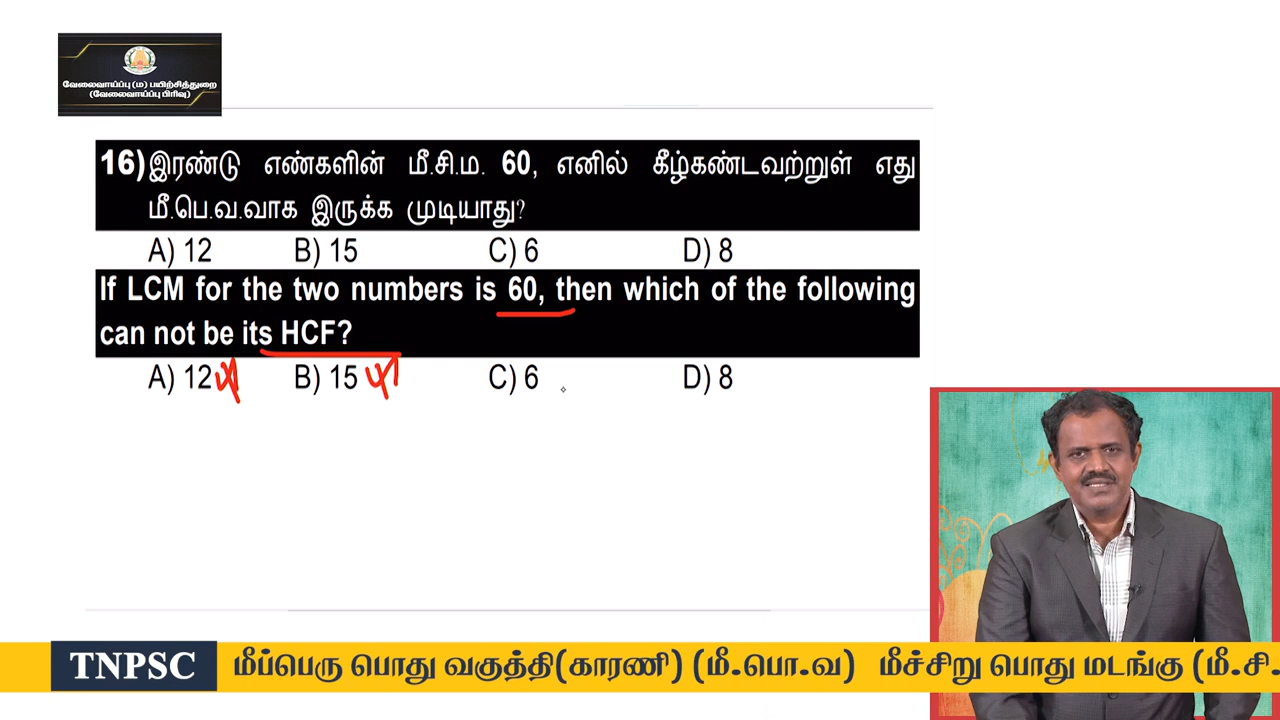 வேலைவாய்ப்பு (ம) பயிற்சித்துறை
(வேலைவாய்ப்பு பிரிவு)
16) இரண்டு எண்களின் மீ.சி.ம. 60, எனில் கீழ்கண்டவற்றுள் எது
மீ.பெ.வ.வாக இருக்க முடியாது?
A) 12 B) 15 C) 6 D) 8
If LCM for the two numbers is 60, then which of the following
can not be its HCF?
A) 12 B) 15 C) 6 D) 8
TNPSC மீப்பெரு பொது வகுத்தி(காரணி) (மீ.பொ.வ) மீச்சிறு பொது மடங்கு (மீ.சி.